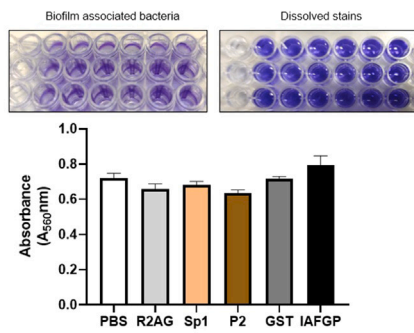 Biofilm associated bacteria
Dissolved stains
1.0
0.8
0.6
0.4
0.2
0.0
Absorbance
(A560nm)
PBS R2AG Sp1 P2 GST IAFGP